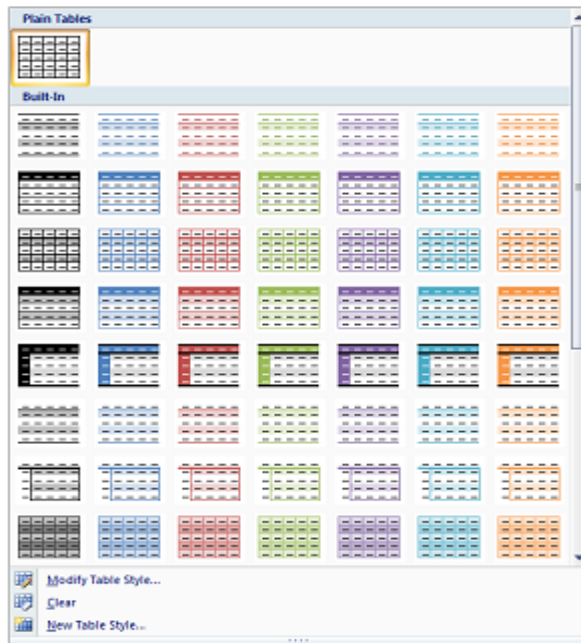 Plain Tables
Built-In
Modify Table Style...
Clear
New Table Style...